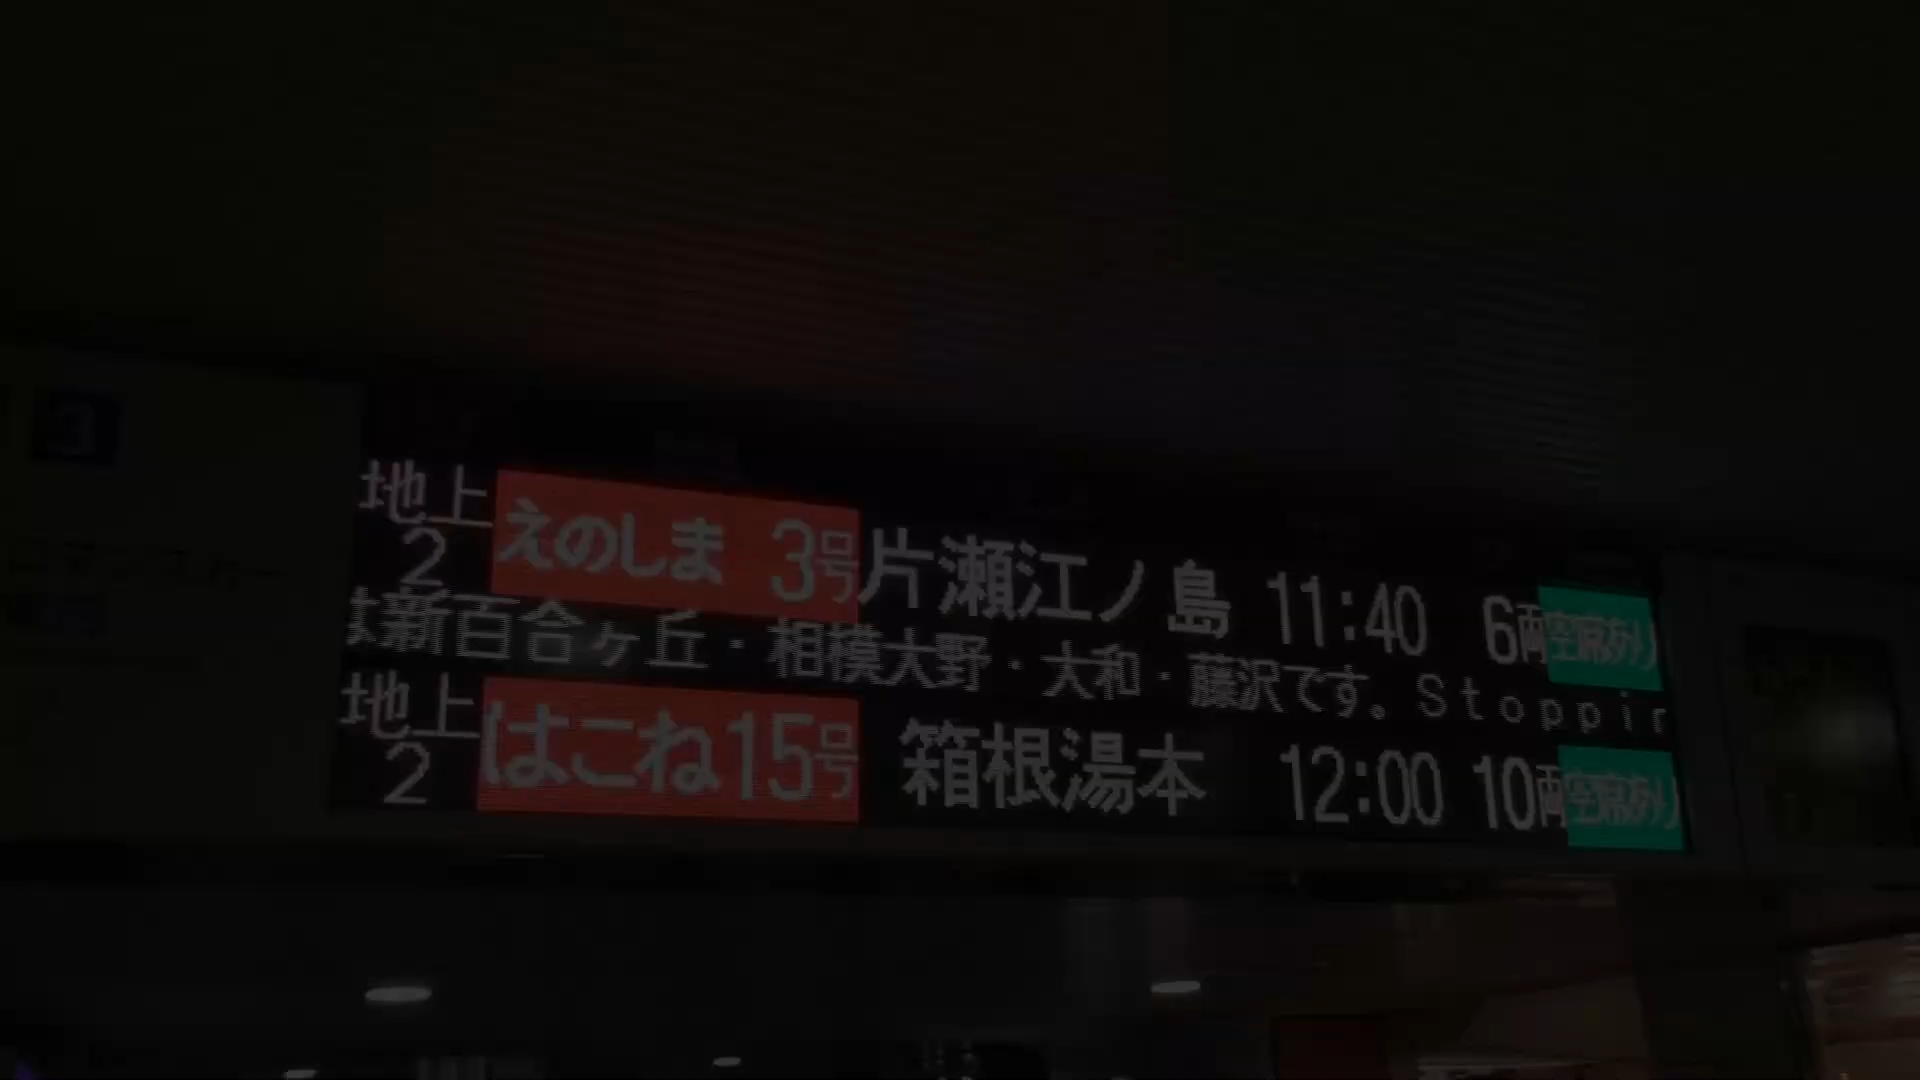 3
地上 えのしま 3号 片瀬江ノ島 11:40 6両 空席あり
2
は新百合ヶ丘・相模大野・大和・藤沢です。Stoppin
地上 はこね15号 箱根湯本 12:00 10両 空席あり
2